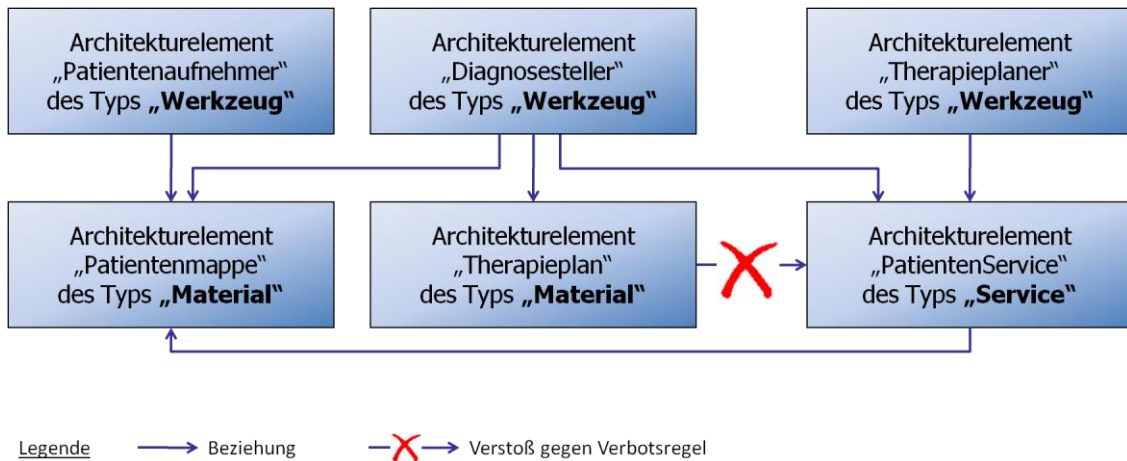 Architekturelement
„Patientenaufnehmer“
des Typs „Werkzeug“
Architekturelement
„Diagnosesteller“
des Typs „Werkzeug“
Architekturelement
„Therapieplaner“
des Typs „Werkzeug“
Architekturelement
„Patientenmappe“
des Typs „Material“
Architekturelement
„Therapieplan“
des Typs „Material“
Architekturelement
„PatientenService“
des Typs „Service“
Legende
Beziehung
Verstoß gegen Verbotsregel